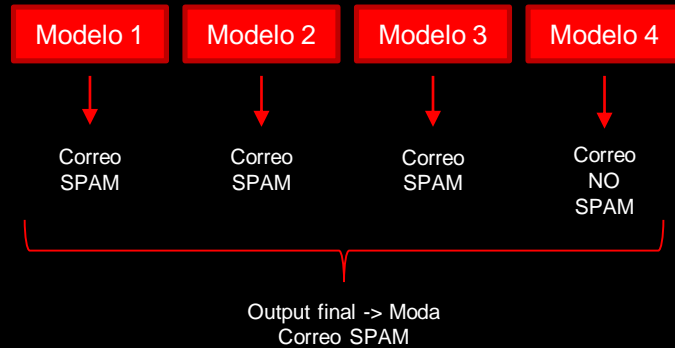 Modelo 1
Modelo 2
Modelo 3
Modelo 4
Correo
SPAM
Correo
SPAM
Correo
SPAM
Correo
NO
SPAM
Output final -> Moda
Correo SPAM